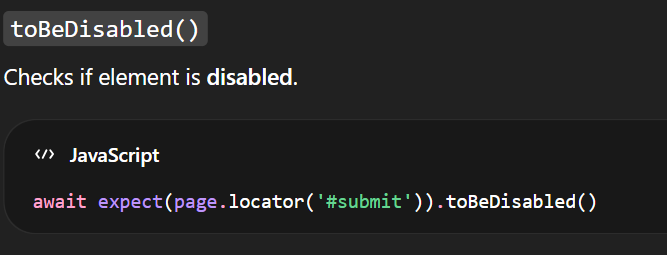 toBeDisabled()
Checks if element is disabled.
</> JavaScript
await expect(page.locator('#submit')).toBeDisabled()